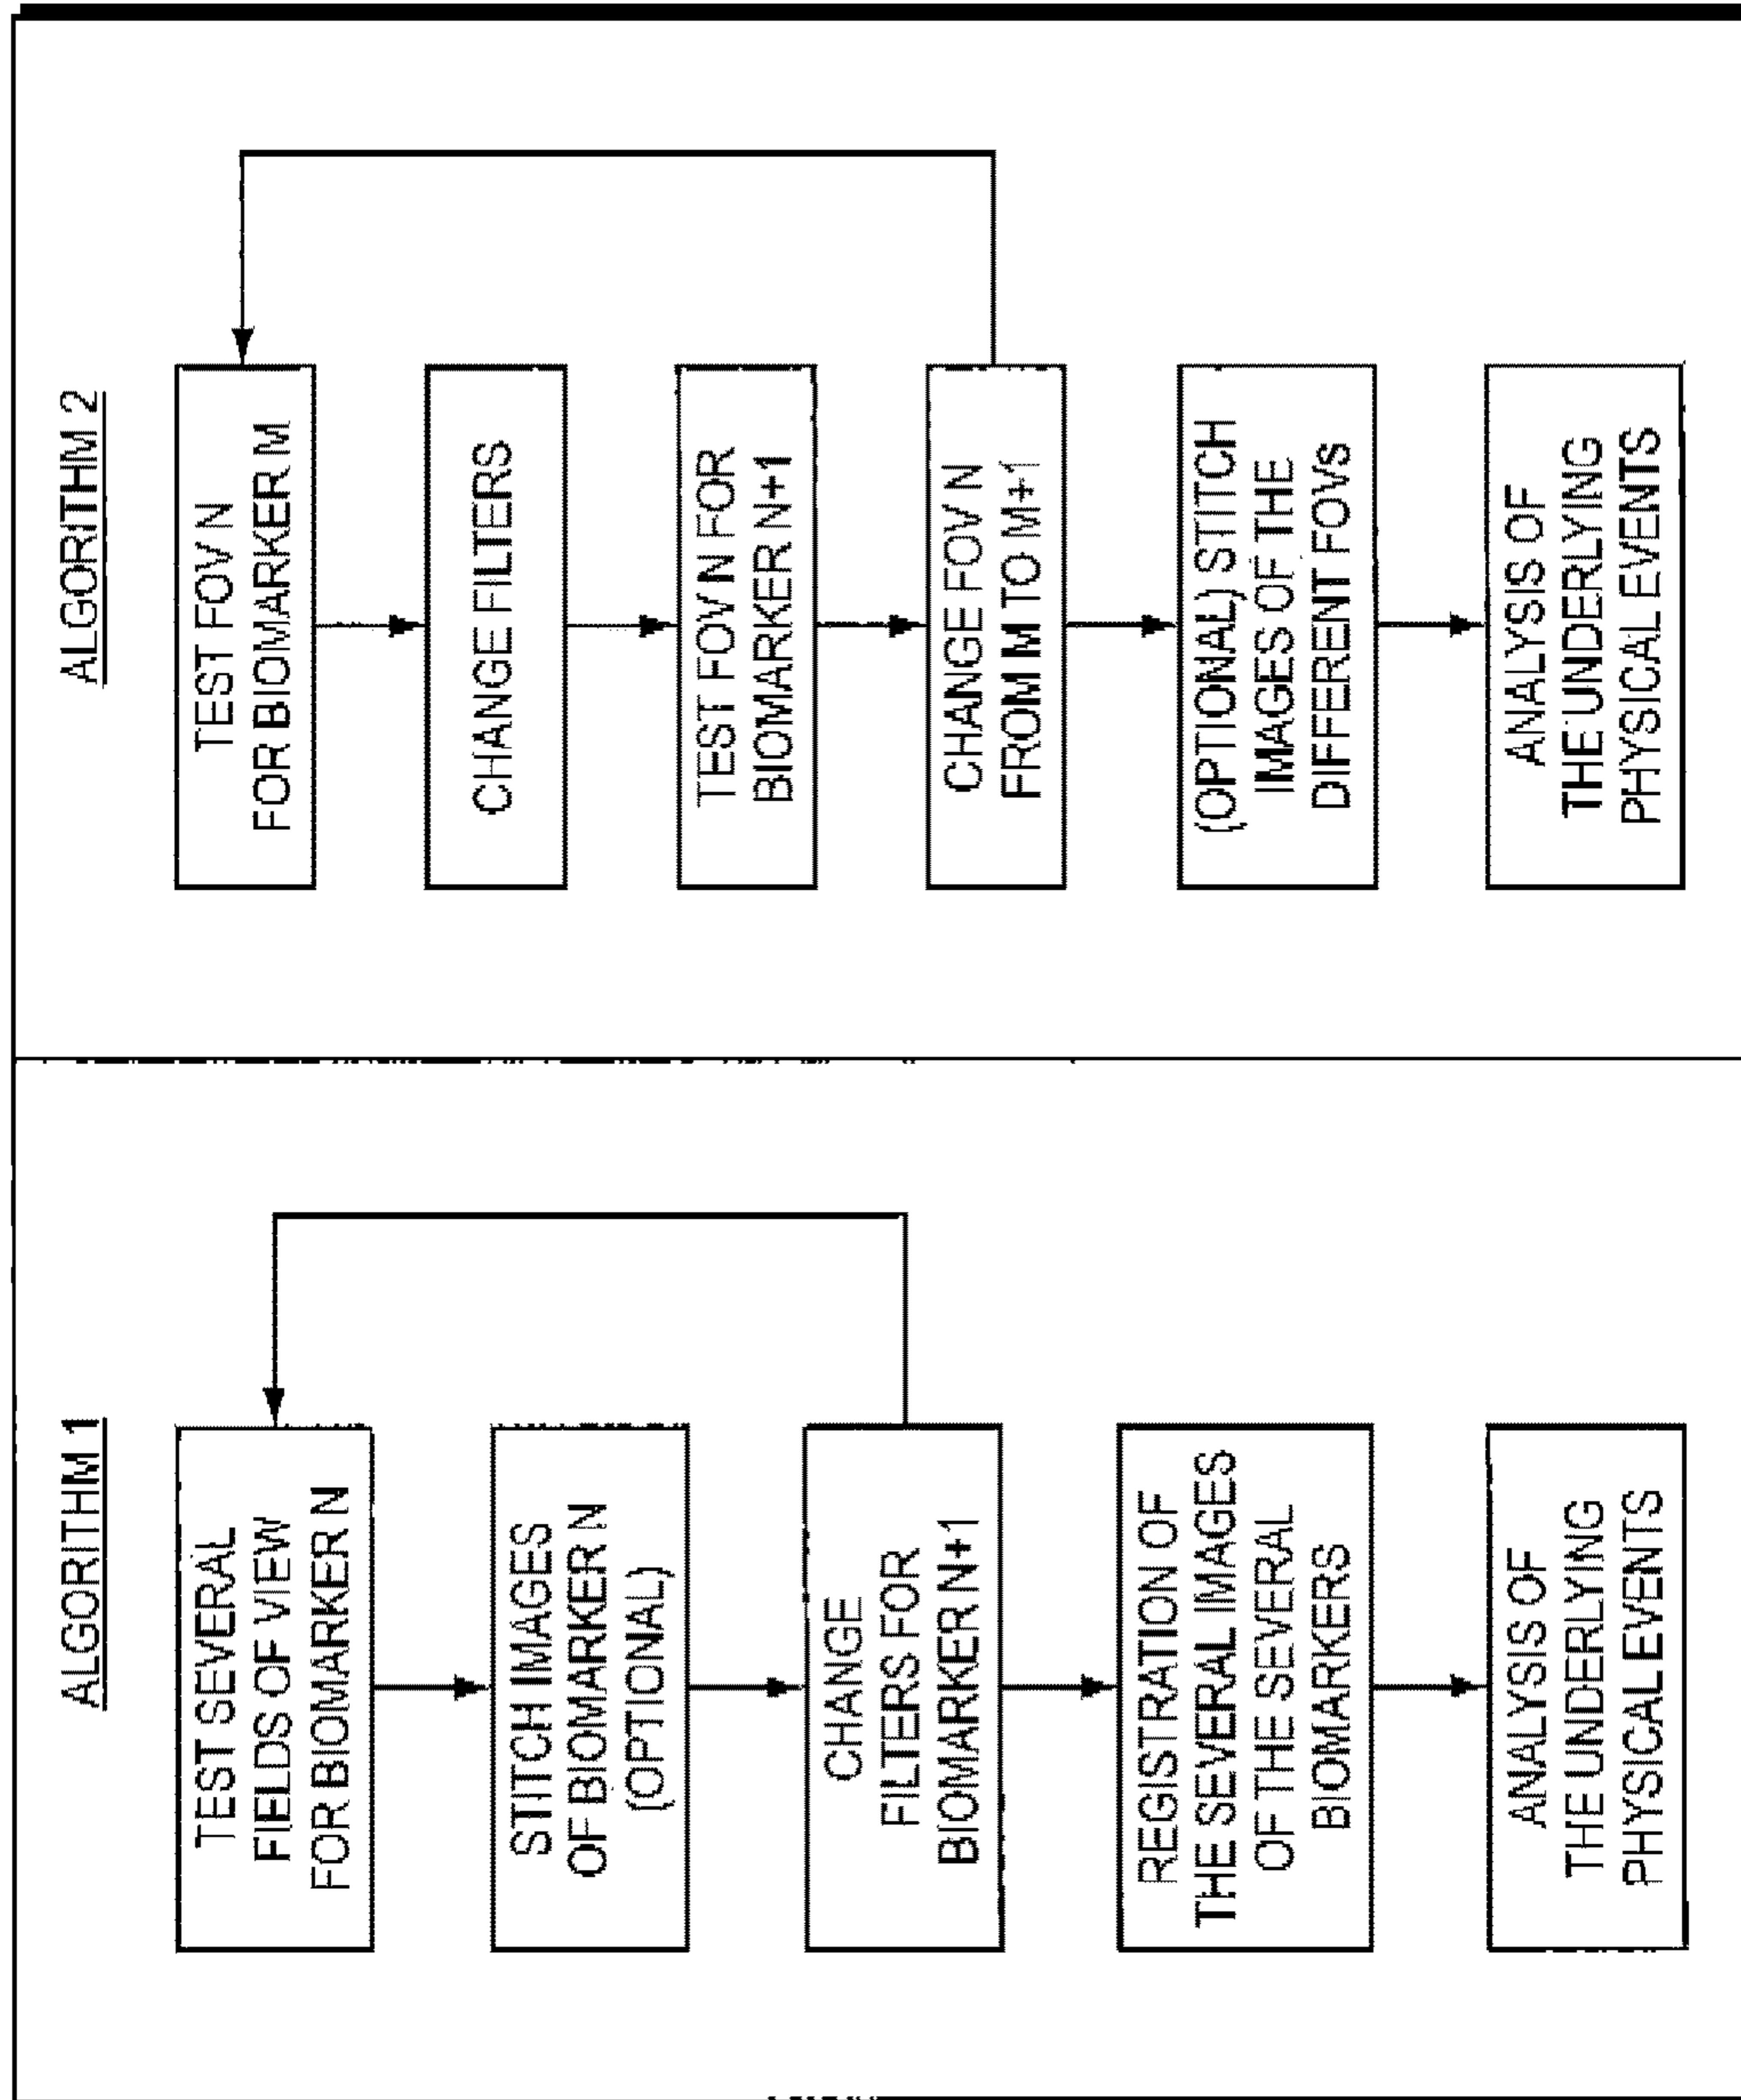 ALGORITHM 1
TEST SEVERAL
FIELDS OF VIEW
FOR BIOMARKER N
STITCH IMAGES
OF BIOMARKER N
(OPTIONAL)
CHANGE
FILTERS FOR
BIOMARKER N+1
REGISTRATION OF
THE SEVERAL IMAGES
OF THE SEVERAL
BIOMARKERS
ANALYSIS OF
THE UNDERLYING
PHYSICAL EVENTS
ALGORITHM 2
TEST FOV N
FOR BIOMARKER M
CHANGE FILTERS
TEST FOV N FOR
BIOMARKER N+1
CHANGE FOV N
FROM M TO M+1
(OPTIONAL) STITCH
IMAGES OF THE
DIFFERENT FOVs
ANALYSIS OF
THE UNDERLYING
PHYSICAL EVENTS